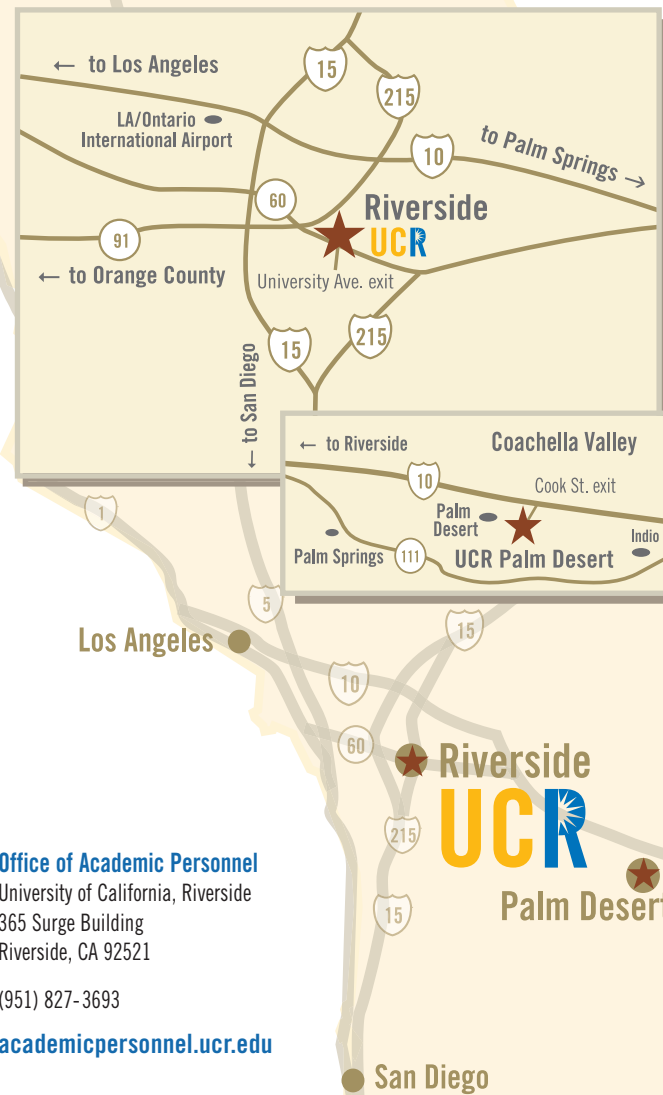 15
← to Los Angeles
215
LA/Ontario
International Airport
10
to Palm Springs →
60
Riverside
UCR
91
← to Orange County
University Ave. exit
15
215
← to San Diego
← to Riverside
Coachella Valley
10
Cook St. exit
Palm
Desert
Indio
Palm Springs
111
UCR Palm Desert
1
5
15
Los Angeles
10
60
Riverside
UCR
215
Palm Desert
15
Office of Academic Personnel
University of California, Riverside
365 Surge Building
Riverside, CA 92521
(951) 827-3693
academicpersonnel.ucr.edu
San Diego